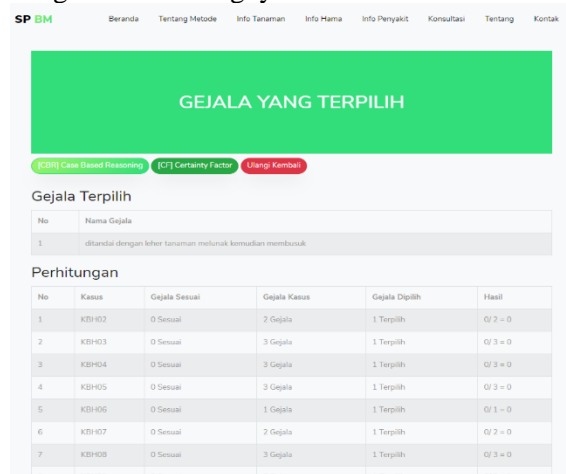 SP BM Beranda Tentang Metode Info Tanaman Info Hama Info Penyakit Konsultasi Tentang Kontak
GEJALA YANG TERPILIH
[CBR] Case Based Reasoning [CF] Certainty Factor Ulangi Kembali
Gejala Terpilih
No Nama Gejala
1 ditandai dengan leher tanaman melunak kemudian membusuk
Perhitungan
No Kasus Gejala Sesuai Gejala Kasus Gejala Dipilih Hasil
1 KBH02 0 Sesuai 2 Gejala 1 Terpilih 0/ 2 = 0
2 KBH03 0 Sesuai 3 Gejala 1 Terpilih 0/ 3 = 0
3 KBH04 0 Sesuai 3 Gejala 1 Terpilih 0/ 3 = 0
4 KBH05 0 Sesuai 3 Gejala 1 Terpilih 0/ 3 = 0
5 KBH06 0 Sesuai 1 Gejala 1 Terpilih 0/ 1 = 0
6 KBH07 0 Sesuai 2 Gejala 1 Terpilih 0/ 2 = 0
7 KBH08 0 Sesuai 3 Gejala 1 Terpilih 0/ 3 = 0